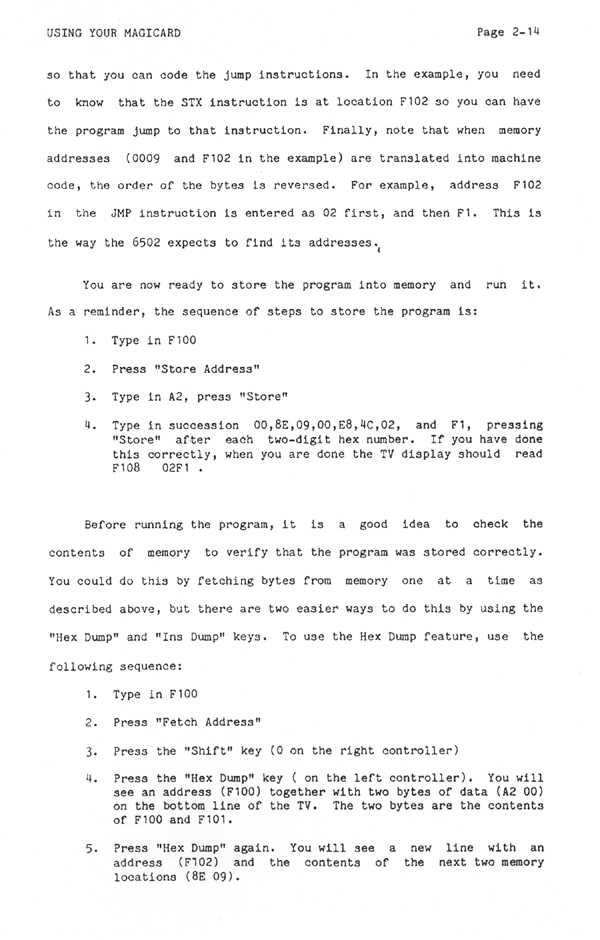 USING YOUR MAGICARD Page 2-14
so that you can code the jump instructions. In the example, you need
to know that the STX instruction is at location F102 so you can have
the program jump to that instruction. Finally, note that when memory
addresses (0009 and F102 in the example) are translated into machine
code, the order of the bytes is reversed. For example, address F102
in the JMP instruction is entered as 02 first, and then F1. This is
the way the 6502 expects to find its addresses.
You are now ready to store the program into memory and run it.
As a reminder, the sequence of steps to store the program is:
1. Type in F100
2. Press "Store Address"
3. Type in A2, press "Store"
4. Type in succession 00,8E,09,00,E8,4C,02, and F1, pressing
"Store" after each two-digit hex number. If you have done
this correctly, when you are done the TV display should read
F108 02F1 .
Before running the program, it is a good idea to check the
contents of memory to verify that the program was stored correctly.
You could do this by fetching bytes from memory one at a time as
described above, but there are two easier ways to do this by using the
"Hex Dump" and "Ins Dump" keys. To use the Hex Dump feature, use the
following sequence:
1. Type in F100
2. Press "Fetch Address"
3. Press the "Shift" key (0 on the right controller)
4. Press the "Hex Dump" key ( on the left controller). You will
see an address (F100) together with two bytes of data (A2 00)
on the bottom line of the TV. The two bytes are the contents
of F100 and F101.
5. Press "Hex Dump" again. You will see a new line with an
address (F102) and the contents of the next two memory
locations (8E 09).